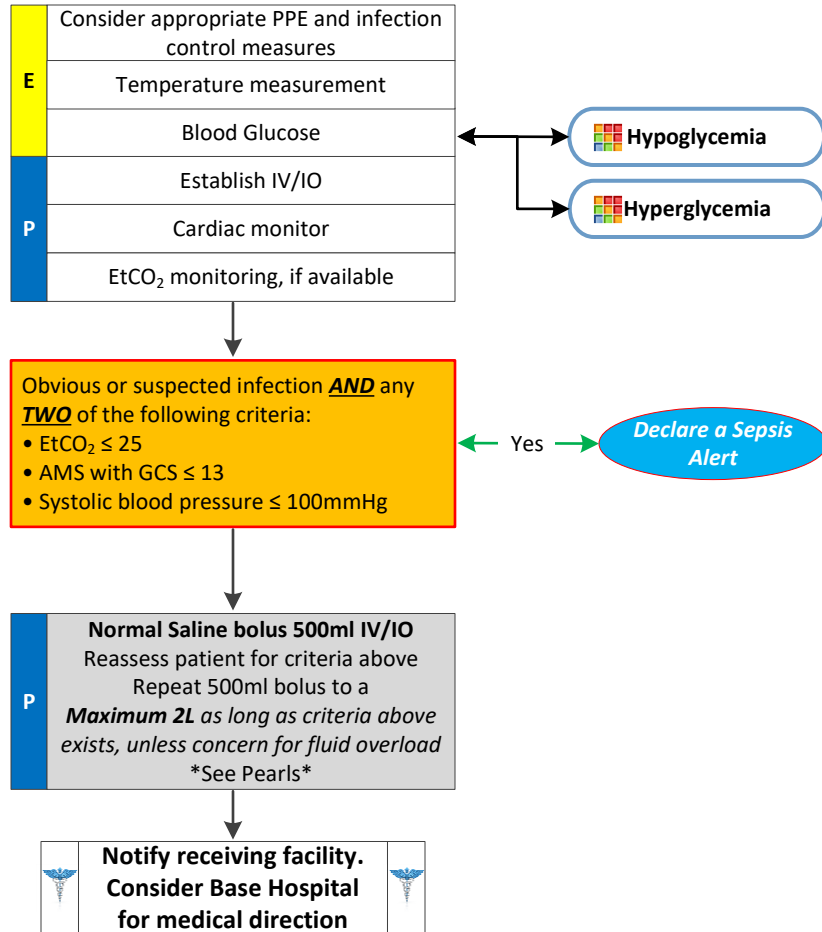 E
Consider appropriate PPE and infection
control measures
Temperature measurement
Blood Glucose
Hypoglycemia
Hyperglycemia
P
Establish IV/IO
Cardiac monitor
EtCO₂ monitoring, if available
Obvious or suspected infection AND any
TWO of the following criteria:
• EtCO₂ ≤ 25
• AMS with GCS ≤ 13
• Systolic blood pressure ≤ 100mmHg
Yes
Declare a Sepsis
Alert
P
Normal Saline bolus 500ml IV/IO
Reassess patient for criteria above
Repeat 500ml bolus to a
Maximum 2L as long as criteria above
exists, unless concern for fluid overload
*See Pearls*
Notify receiving facility.
Consider Base Hospital
for medical direction